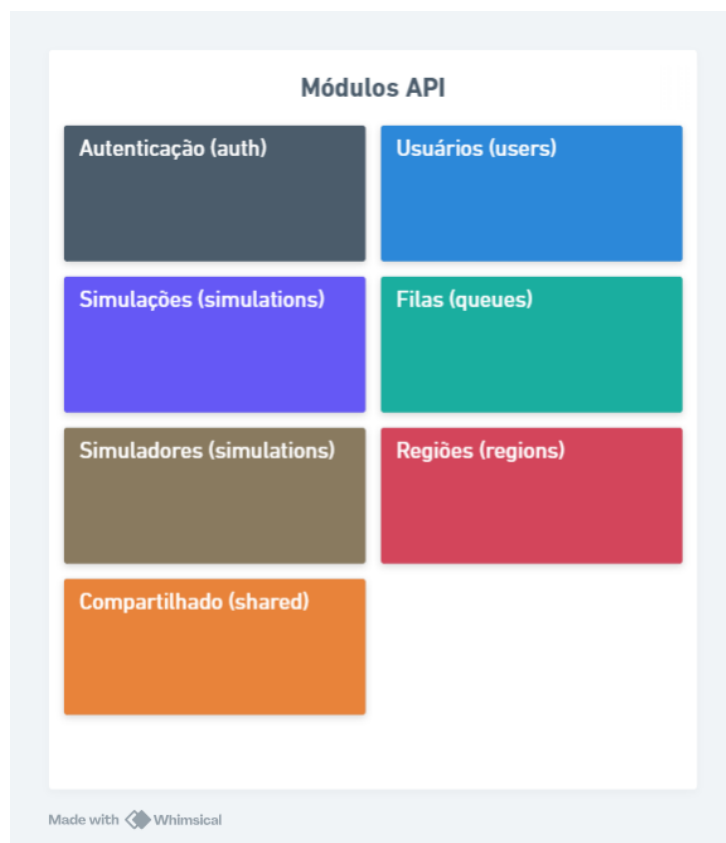 Módulos API
Autenticação (auth)
Usuários (users)
Simulações (simulations)
Filas (queues)
Simuladores (simulations)
Regiões (regions)
Compartilhado (shared)
Made with Whimsical